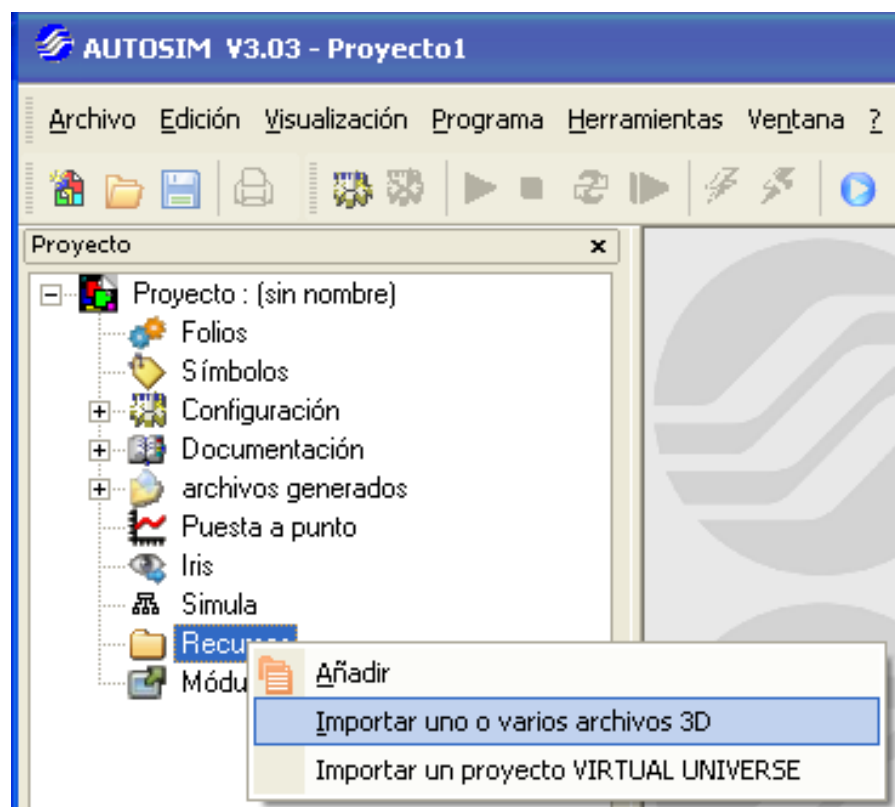 AUTOSIM V3.03 - Proyecto1
Archivo Edición Visualización Programa Herramientas Ventana ?
Proyecto
Proyecto : (sin nombre)
Folios
Símbolos
Configuración
Documentación
archivos generados
Puesta a punto
Iris
Simula
Añadir
Importar uno o varios archivos 3D
Importar un proyecto VIRTUAL UNIVERSE